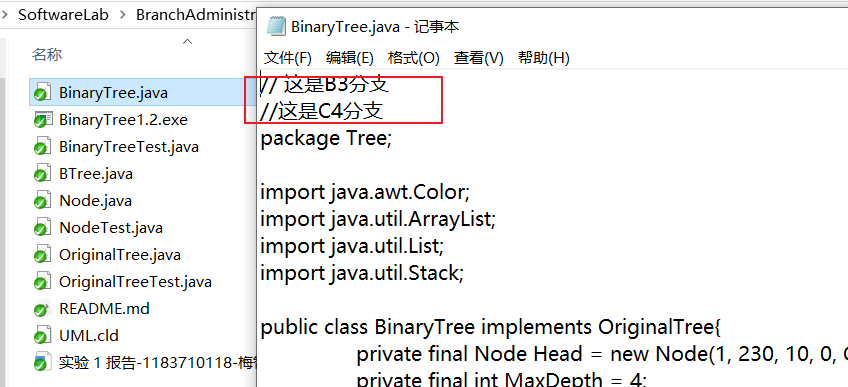 SoftwareLab > BranchAdministr
名称
BinaryTree.java
BinaryTree1.2.exe
BinaryTreeTest.java
BTree.java
Node.java
NodeTest.java
OriginalTree.java
OriginalTreeTest.java
README.md
UML.cld
实验 1 报告-1183710118-梅
BinaryTree.java - 记事本
文件(F) 编辑(E) 格式(O) 查看(V) 帮助(H)
// 这是B3分支
//这是C4分支
package Tree;
import java.awt.Color;
import java.util.ArrayList;
import java.util.List;
import java.util.Stack;
public class BinaryTree implements OriginalTree{
private final Node Head = new Node(1, 230, 10, 0, C
private final int MaxDepth = 4;